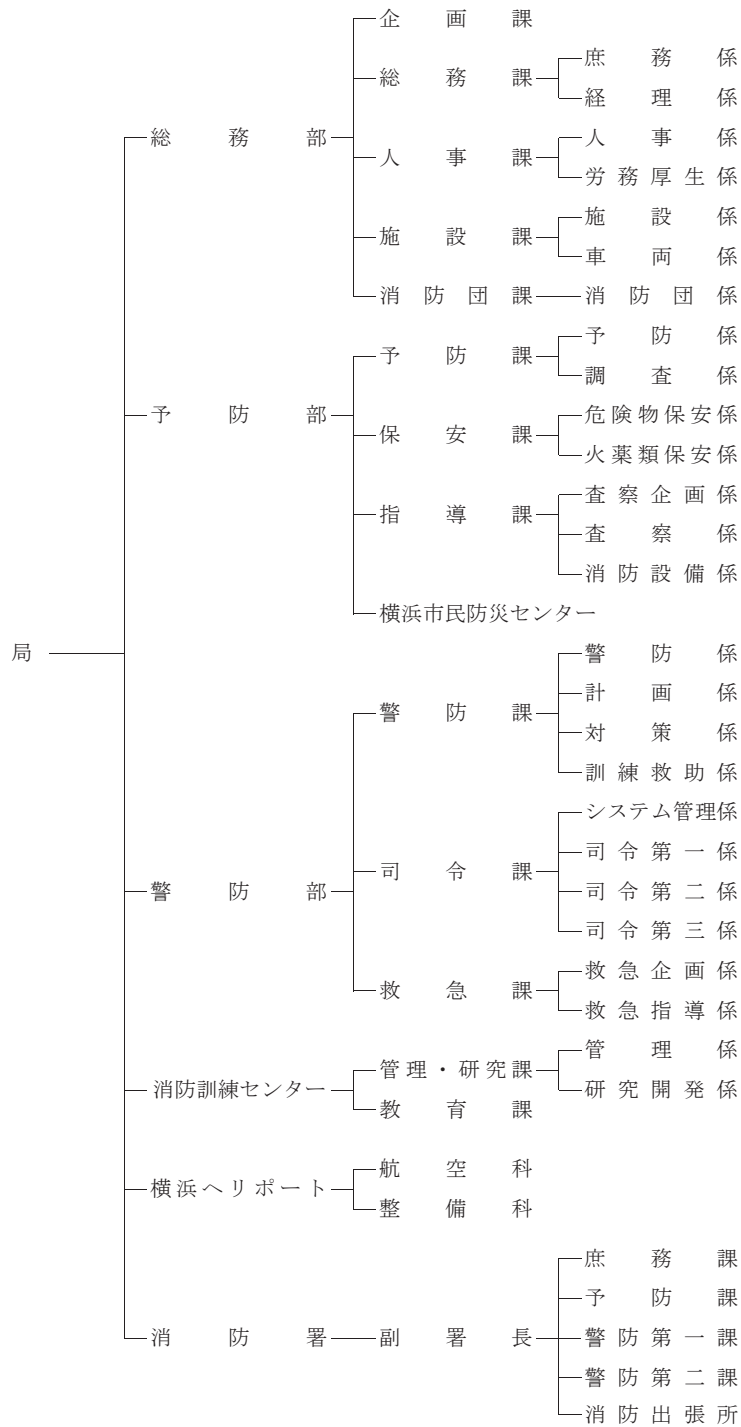 企画課
総務課
庶務係
経理係
総務部
人事課
人事係
労務厚生係
施設課
施設係
車両係
消防団課
消防団係
予防課
予防係
調査係
予防部
保安課
危険物保安係
火薬類保安係
指導課
査察企画係
査察係
消防設備係
横浜市民防災センター
局
警防課
警防係
計画係
対策係
訓練救助係
警防部
司令課
システム管理係
司令第一係
司令第二係
司令第三係
救急課
救急企画係
救急指導係
消防訓練センター
管理・研究課
管理係
研究開発係
教育課
横浜ヘリポート
航空科
整備科
消防署
副署長
庶務課
予防課
警防第一課
警防第二課
消防出張所